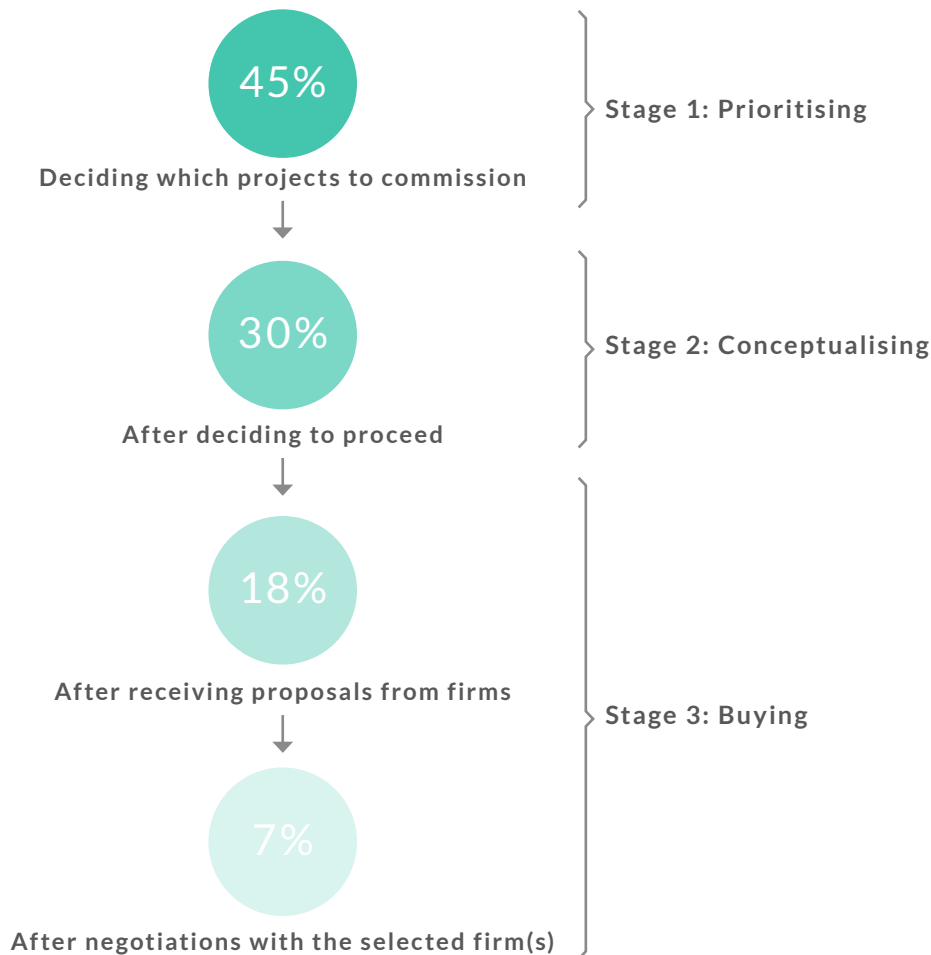 45%
Deciding which projects to commission
Stage 1: Prioritising
30%
After deciding to proceed
Stage 2: Conceptualising
18%
After receiving proposals from firms
Stage 3: Buying
7%
After negotiations with the selected firm(s)